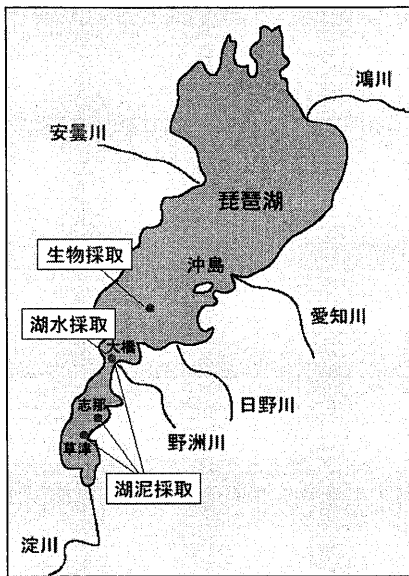 鴻川
安曇川
琵琶湖
生物採取
沖島
湖水採取
大橋
愛知川
志那
日野川
草津
野洲川
湖泥採取
淀川